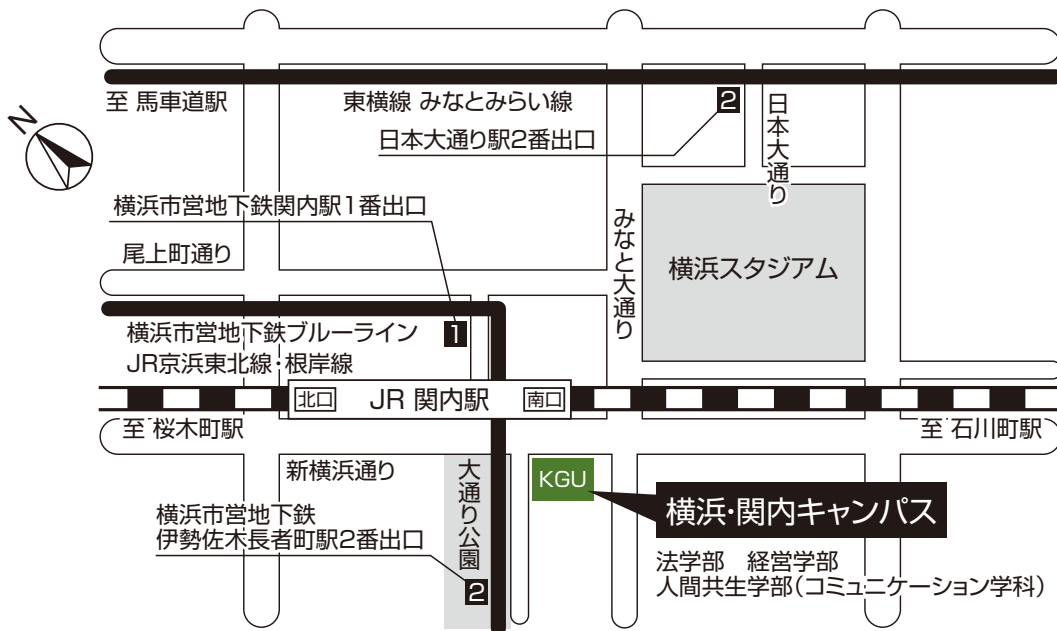 至 馬車道駅
東横線 みなとみらい線
2
日本大通り
日本大通り駅2番出口
N
横浜市営地下鉄関内駅1番出口
みなと大通り
尾上町通り
横浜スタジアム
横浜市営地下鉄ブルーライン
1
JR京浜東北線・根岸線
北口
JR 関内駅
南口
至 桜木町駅
至 石川町駅
新横浜通り
大通り公園
KGU
横浜・関内キャンパス
横浜市営地下鉄
伊勢佐木長者町駅2番出口
2
法学部 経営学部
人間共生学部(コミュニケーション学科)